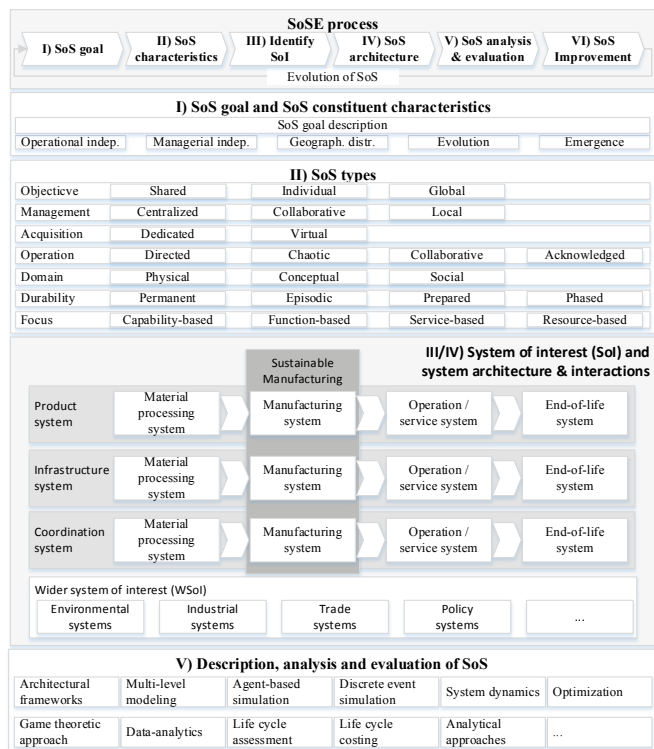 SoSE process
I) SoS goal
II) SoS
characteristics
III) Identify
SoI
IV) SoS
architecture
V) SoS analysis
& evaluation
VI) SoS
Improvement
Evolution of SoS
I) SoS goal and SoS constituent characteristics
SoS goal description
Operational indep. Managerial indep. Geograph. distr. Evolution Emergence
II) SoS types
Objecticve Shared Individual Global
Management Centralized Collaborative Local
Acquisition Dedicated Virtual
Operation Directed Chaotic Collaborative Acknowledged
Domain Physical Conceptual Social
Durability Permanent Episodic Prepared Phased
Focus Capability-based Function-based Service-based Resource-based
III/IV) System of interest (SoI) and
system architecture & interactions
Sustainable
Manufacturing
Product
system
Material
processing
system
Manufacturing
system
Operation /
service system
End-of-life
system
Infrastructure
system
Material
processing
system
Manufacturing
system
Operation /
service system
End-of-life
system
Coordination
system
Material
processing
system
Manufacturing
system
Operation /
service system
End-of-life
system
Wider system of interest (WSoI)
Environmental
systems
Industrial
systems
Trade
systems
Policy
systems
...
V) Description, analysis and evaluation of SoS
Architectural
frameworks
Multi-level
modeling
Agent-based
simulation
Discrete event
simulation
System dynamics
Optimization
Game theoretic
approach
Data-analytics
Life cycle
assessment
Life cycle
costing
Analytical
approaches
...